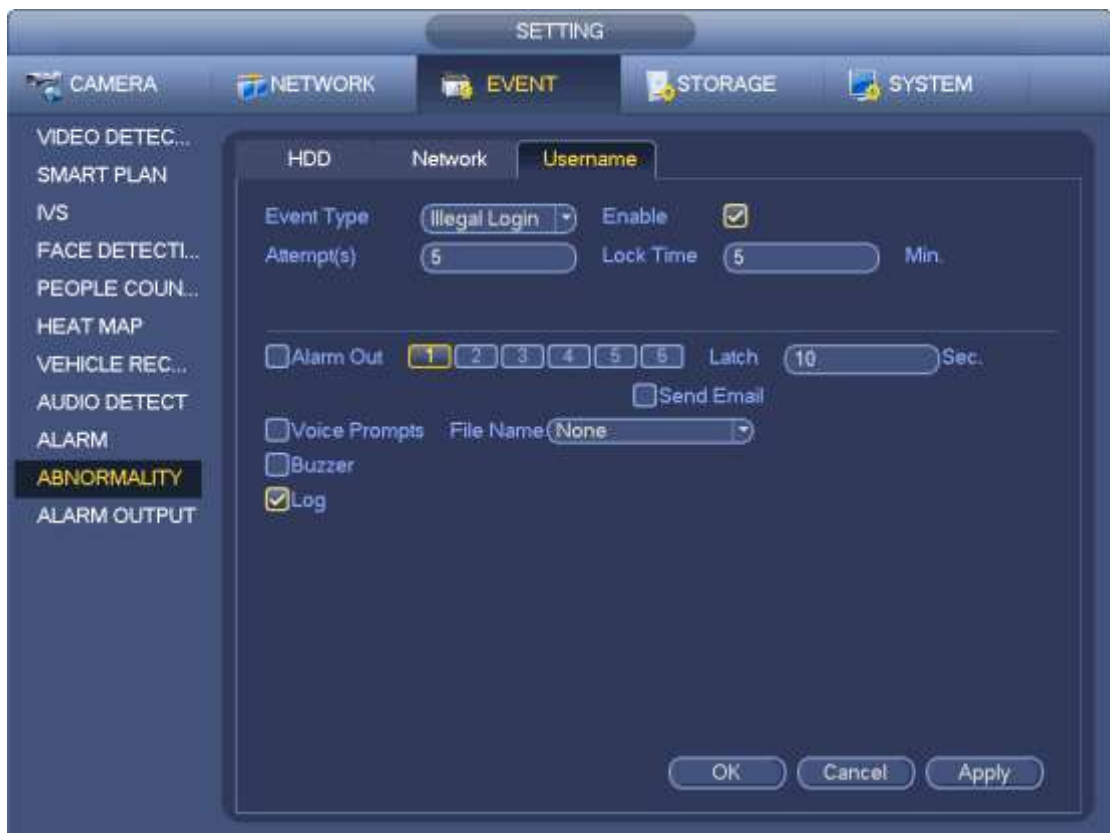 SETTING
CAMERA NETWORK EVENT STORAGE SYSTEM
VIDEO DETEC...
SMART PLAN
IVS
FACE DETECTI...
PEOPLE COUN...
HEAT MAP
VEHICLE REC...
AUDIO DETECT
ALARM
ABNORMALITY
ALARM OUTPUT
HDD Network Username
Event Type Illegal Login Enable
Attempt(s) 5 Lock Time 5 Min.
Alarm Out 1 2 3 4 5 6 Latch 10 Sec.
Send Email
Voice Prompts File Name None
Buzzer
Log
OK Cancel Apply